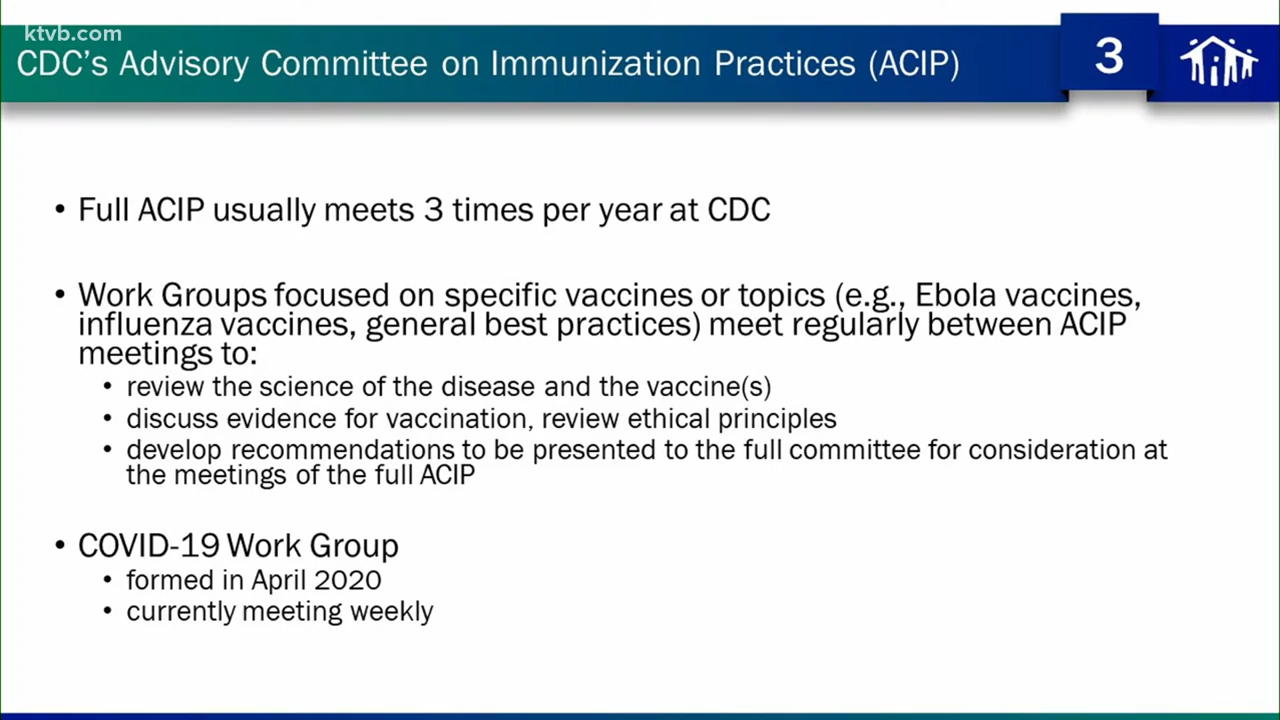 ktvb.com
CDC's Advisory Committee on Immunization Practices (ACIP)
3
• Full ACIP usually meets 3 times per year at CDC
• Work Groups focused on specific vaccines or topics (e.g., Ebola vaccines,
influenza vaccines, general best practices) meet regularly between ACIP
meetings to:
• review the science of the disease and the vaccine(s)
• discuss evidence for vaccination, review ethical principles
• develop recommendations to be presented to the full committee for consideration at
the meetings of the full ACIP
• COVID-19 Work Group
• formed in April 2020
• currently meeting weekly